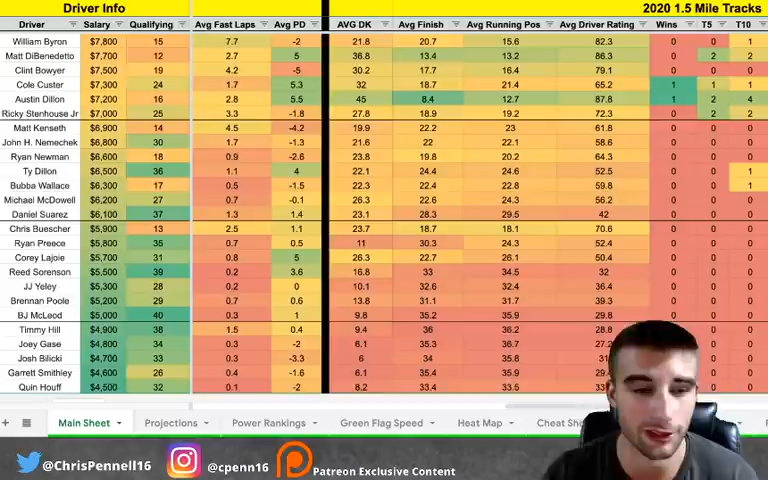 Driver Info 2020 1.5 Mile Tracks
Driver Salary Qualifying Avg Fast Laps Avg PD AVG DK Avg Finish Avg Running Pos Avg Driver Rating Wins T5 T10
William Byron $7,800 15 7.7 -2 21.8 20.7 15.6 82.3 0 0 1
Matt DiBenedetto $7,700 12 2.7 5 36.8 13.4 13.2 86.3 0 2 2
Clint Bowyer $7,500 19 4.2 -5 30.2 17.7 16.4 79.1 0 0 0
Cole Custer $7,300 24 1.7 5.3 32 18.7 21.4 65.2 1 1 1
Austin Dillon $7,200 16 2.8 5.5 45 8.4 12.7 87.8 1 2 4
Ricky Stenhouse Jr $7,000 25 3.3 -1.8 27.8 18.9 19.2 72.3 0 2 2
Matt Kenseth $6,900 14 4.5 -4.2 19.9 22.2 23 61.8 0 0 0
John H. Nemechek $6,800 30 1.7 -1.3 21.6 22 22.1 58.6 0 0 0
Ryan Newman $6,600 18 0.9 -2.6 23.8 19.8 20.2 64.3 0 0 0
Ty Dillon $6,500 36 1.1 4 22.1 24.4 24.6 52.5 0 0 1
Bubba Wallace $6,300 17 0.5 -1.5 22.3 22.4 22.8 59.8 0 0 1
Michael McDowell $6,200 27 0.7 -0.1 26.3 22.6 24 56.2 0 0 0
Daniel Suarez $6,100 37 1.3 1.4 23.1 28.3 29.5 42 0 0 0
Chris Buescher $5,900 13 2.5 1.1 23.7 18.7 18.1 70.6 0 0 0
Ryan Preece $5,800 35 0.7 0.5 11 30.3 24.3 52.4 0 0 0
Corey Lajoie $5,700 31 0.8 5 26.3 22.7 26.1 50.4 0 0 0
Reed Sorenson $5,500 39 0.2 3.6 16.8 33 34.5 32 0 0 0
JJ Yeley $5,300 28 0.2 0 10.1 32.6 32.4 36.4 0 0 0
Brennan Poole $5,200 29 0.7 0.6 13.8 31.1 31.7 39.3 0 0 0
BJ McLeod $5,000 40 0.3 1 9.8 35.2 35.9 29.8 0 0 0
Timmy Hill $4,900 38 1.5 0.4 9.4 36 36.2 28.8 0 0
Joey Gase $4,800 34 0.3 -2 6.1 35.3 36.7 0 0
Josh Bilicki $4,700 33 0.3 -3.3 6 34 35.8 0 0
Garrett Smithley $4,600 26 0.4 -1.6 6.1 35.4 35.9 0 0
Quin Houff $4,500 32 0.1 -2 8.2 33.4 33.5 0 0
Main Sheet Projections Power Rankings Green Flag Speed Heat Map Cheat
@ChrisPennell16 @cpenn16 Patreon Exclusive Content